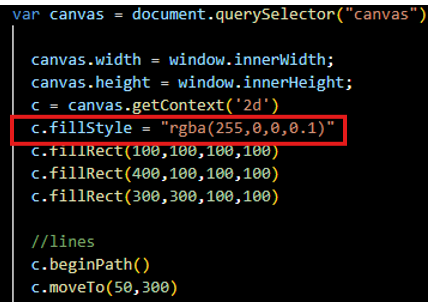 var canvas = document.querySelector("canvas")
canvas.width = window.innerWidth;
canvas.height = window.innerHeight;
c = canvas.getContext('2d')
c.fillStyle = "rgba(255,0,0,0.1)"
c.fillRect(100,100,100,100)
c.fillRect(400,100,100,100)
c.fillRect(300,300,100,100)
//lines
c.beginPath()
c.moveTo(50,300)